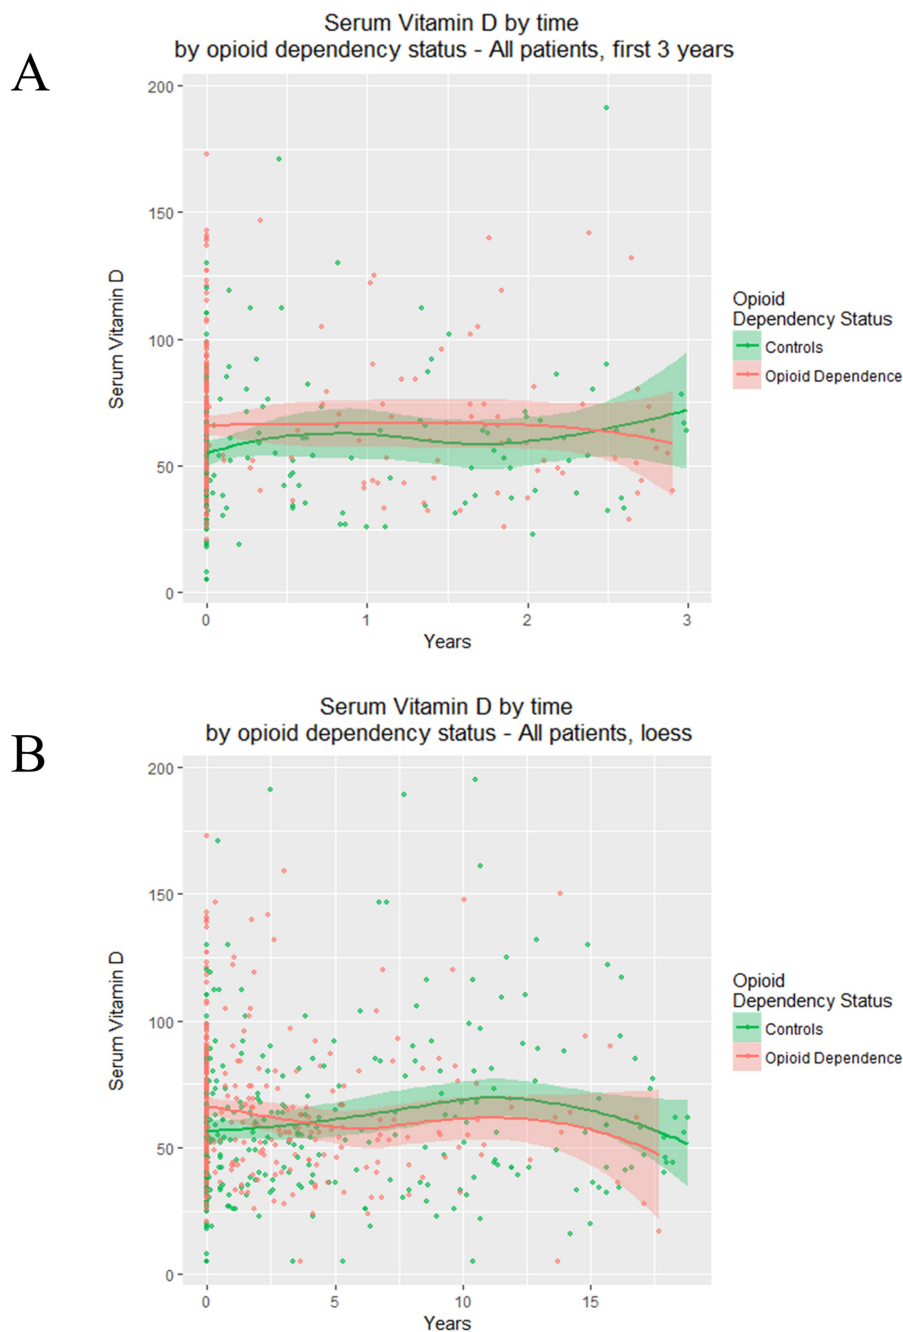 A
Serum Vitamin D by time
by opioid dependency status - All patients, first 3 years
200
150
100
50
0
Serum Vitamin D
0 1 2 3
Years
Opioid
Dependency Status
Controls
Opioid Dependence
B
Serum Vitamin D by time
by opioid dependency status - All patients, loess
200
150
100
50
0
Serum Vitamin D
0 5 10 15
Years
Opioid
Dependency Status
Controls
Opioid Dependence